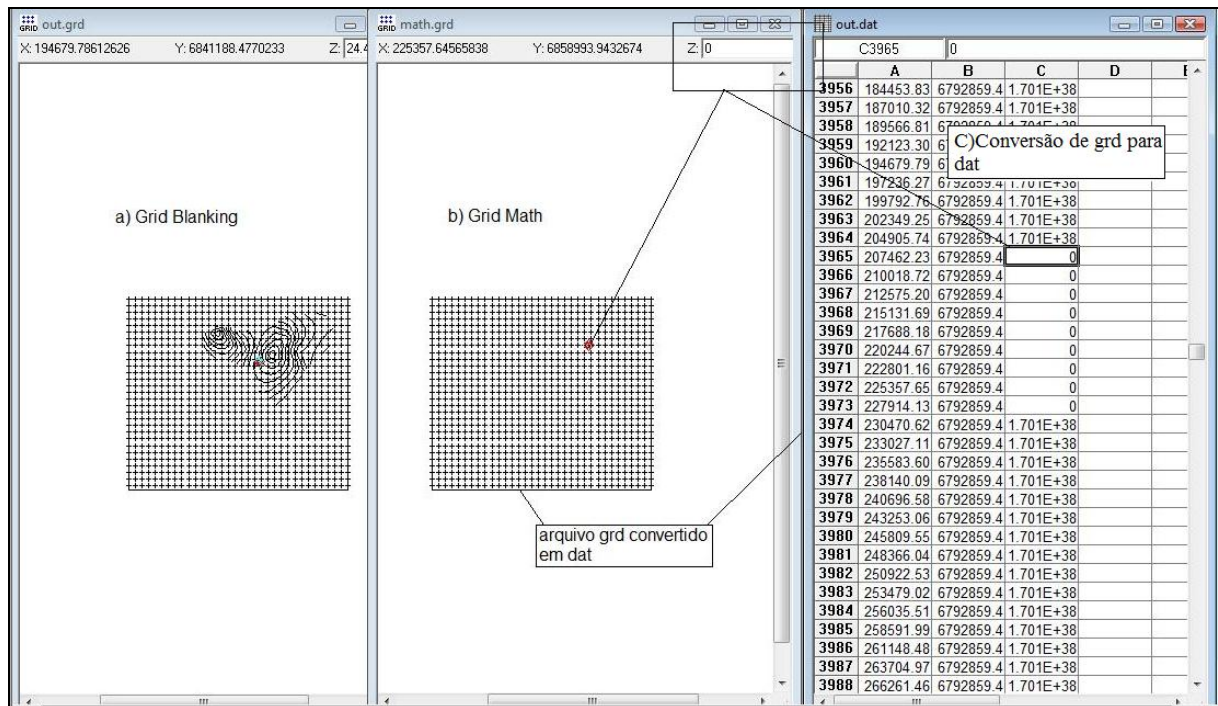 out.grd
X: 194679.78612626 Y: 6841188.4770233 Z: 24.4
a) Grid Blanking
math.grd
X: 225357.64565838 Y: 6858993.9432674 Z: 0
b) Grid Math
arquivo grd convertido
em dat
out.dat
C3965 0
A B C D
3956 184453.83 6792859.4 1.701E+38
3957 187010.32 6792859.4 1.701E+38
3958 189566.81
3959 192123.30
3960 194679.79
C)Conversão de grd para
dat
3961 197236.27 6792859.4 1.701E+38
3962 199792.76 6792859.4 1.701E+38
3963 202349.25 6792859.4 1.701E+38
3964 204905.74 6792859.4 1.701E+38
3965 207462.23 6792859.4 0
3966 210018.72 6792859.4 0
3967 212575.20 6792859.4 0
3968 215131.69 6792859.4 0
3969 217688.18 6792859.4 0
3970 220244.67 6792859.4 0
3971 222801.16 6792859.4 0
3972 225357.65 6792859.4 0
3973 227914.13 6792859.4 0
3974 230470.62 6792859.4 1.701E+38
3975 233027.11 6792859.4 1.701E+38
3976 235583.60 6792859.4 1.701E+38
3977 238140.09 6792859.4 1.701E+38
3978 240696.58 6792859.4 1.701E+38
3979 243253.06 6792859.4 1.701E+38
3980 245809.55 6792859.4 1.701E+38
3981 248366.04 6792859.4 1.701E+38
3982 250922.53 6792859.4 1.701E+38
3983 253479.02 6792859.4 1.701E+38
3984 256035.51 6792859.4 1.701E+38
3985 258591.99 6792859.4 1.701E+38
3986 261148.48 6792859.4 1.701E+38
3987 263704.97 6792859.4 1.701E+38
3988 266261.46 6792859.4 1.701E+38